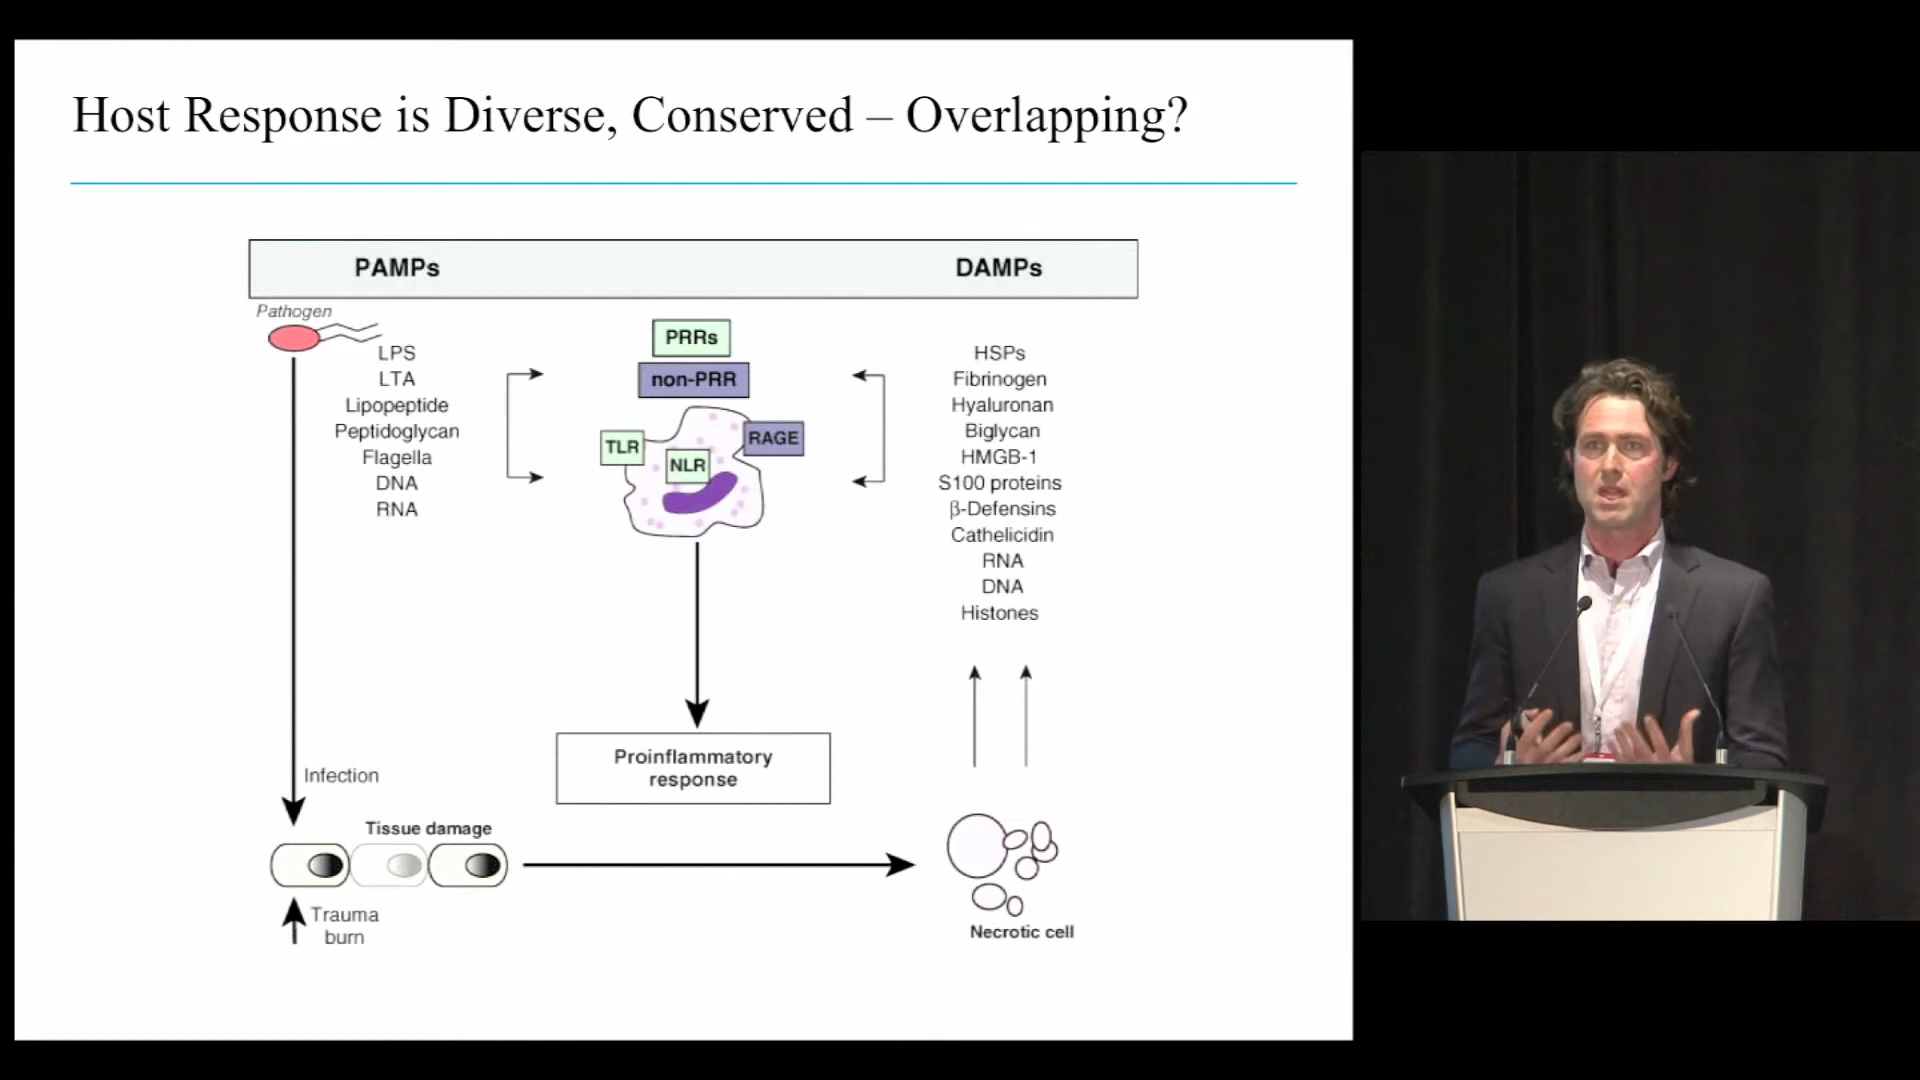 Host Response is Diverse, Conserved – Overlapping?
PAMPs
DAMPs
Pathogen
LPS
LTA
Lipopeptide
Peptidoglycan
Flagella
DNA
RNA
PRRs
non-PRR
TLR
NLR
RAGE
HSPs
Fibrinogen
Hyaluronan
Biglycan
HMGB-1
S100 proteins
β-Defensins
Cathelicidin
RNA
DNA
Histones
Proinflammatory
response
Infection
Tissue damage
Trauma
burn
Necrotic cell